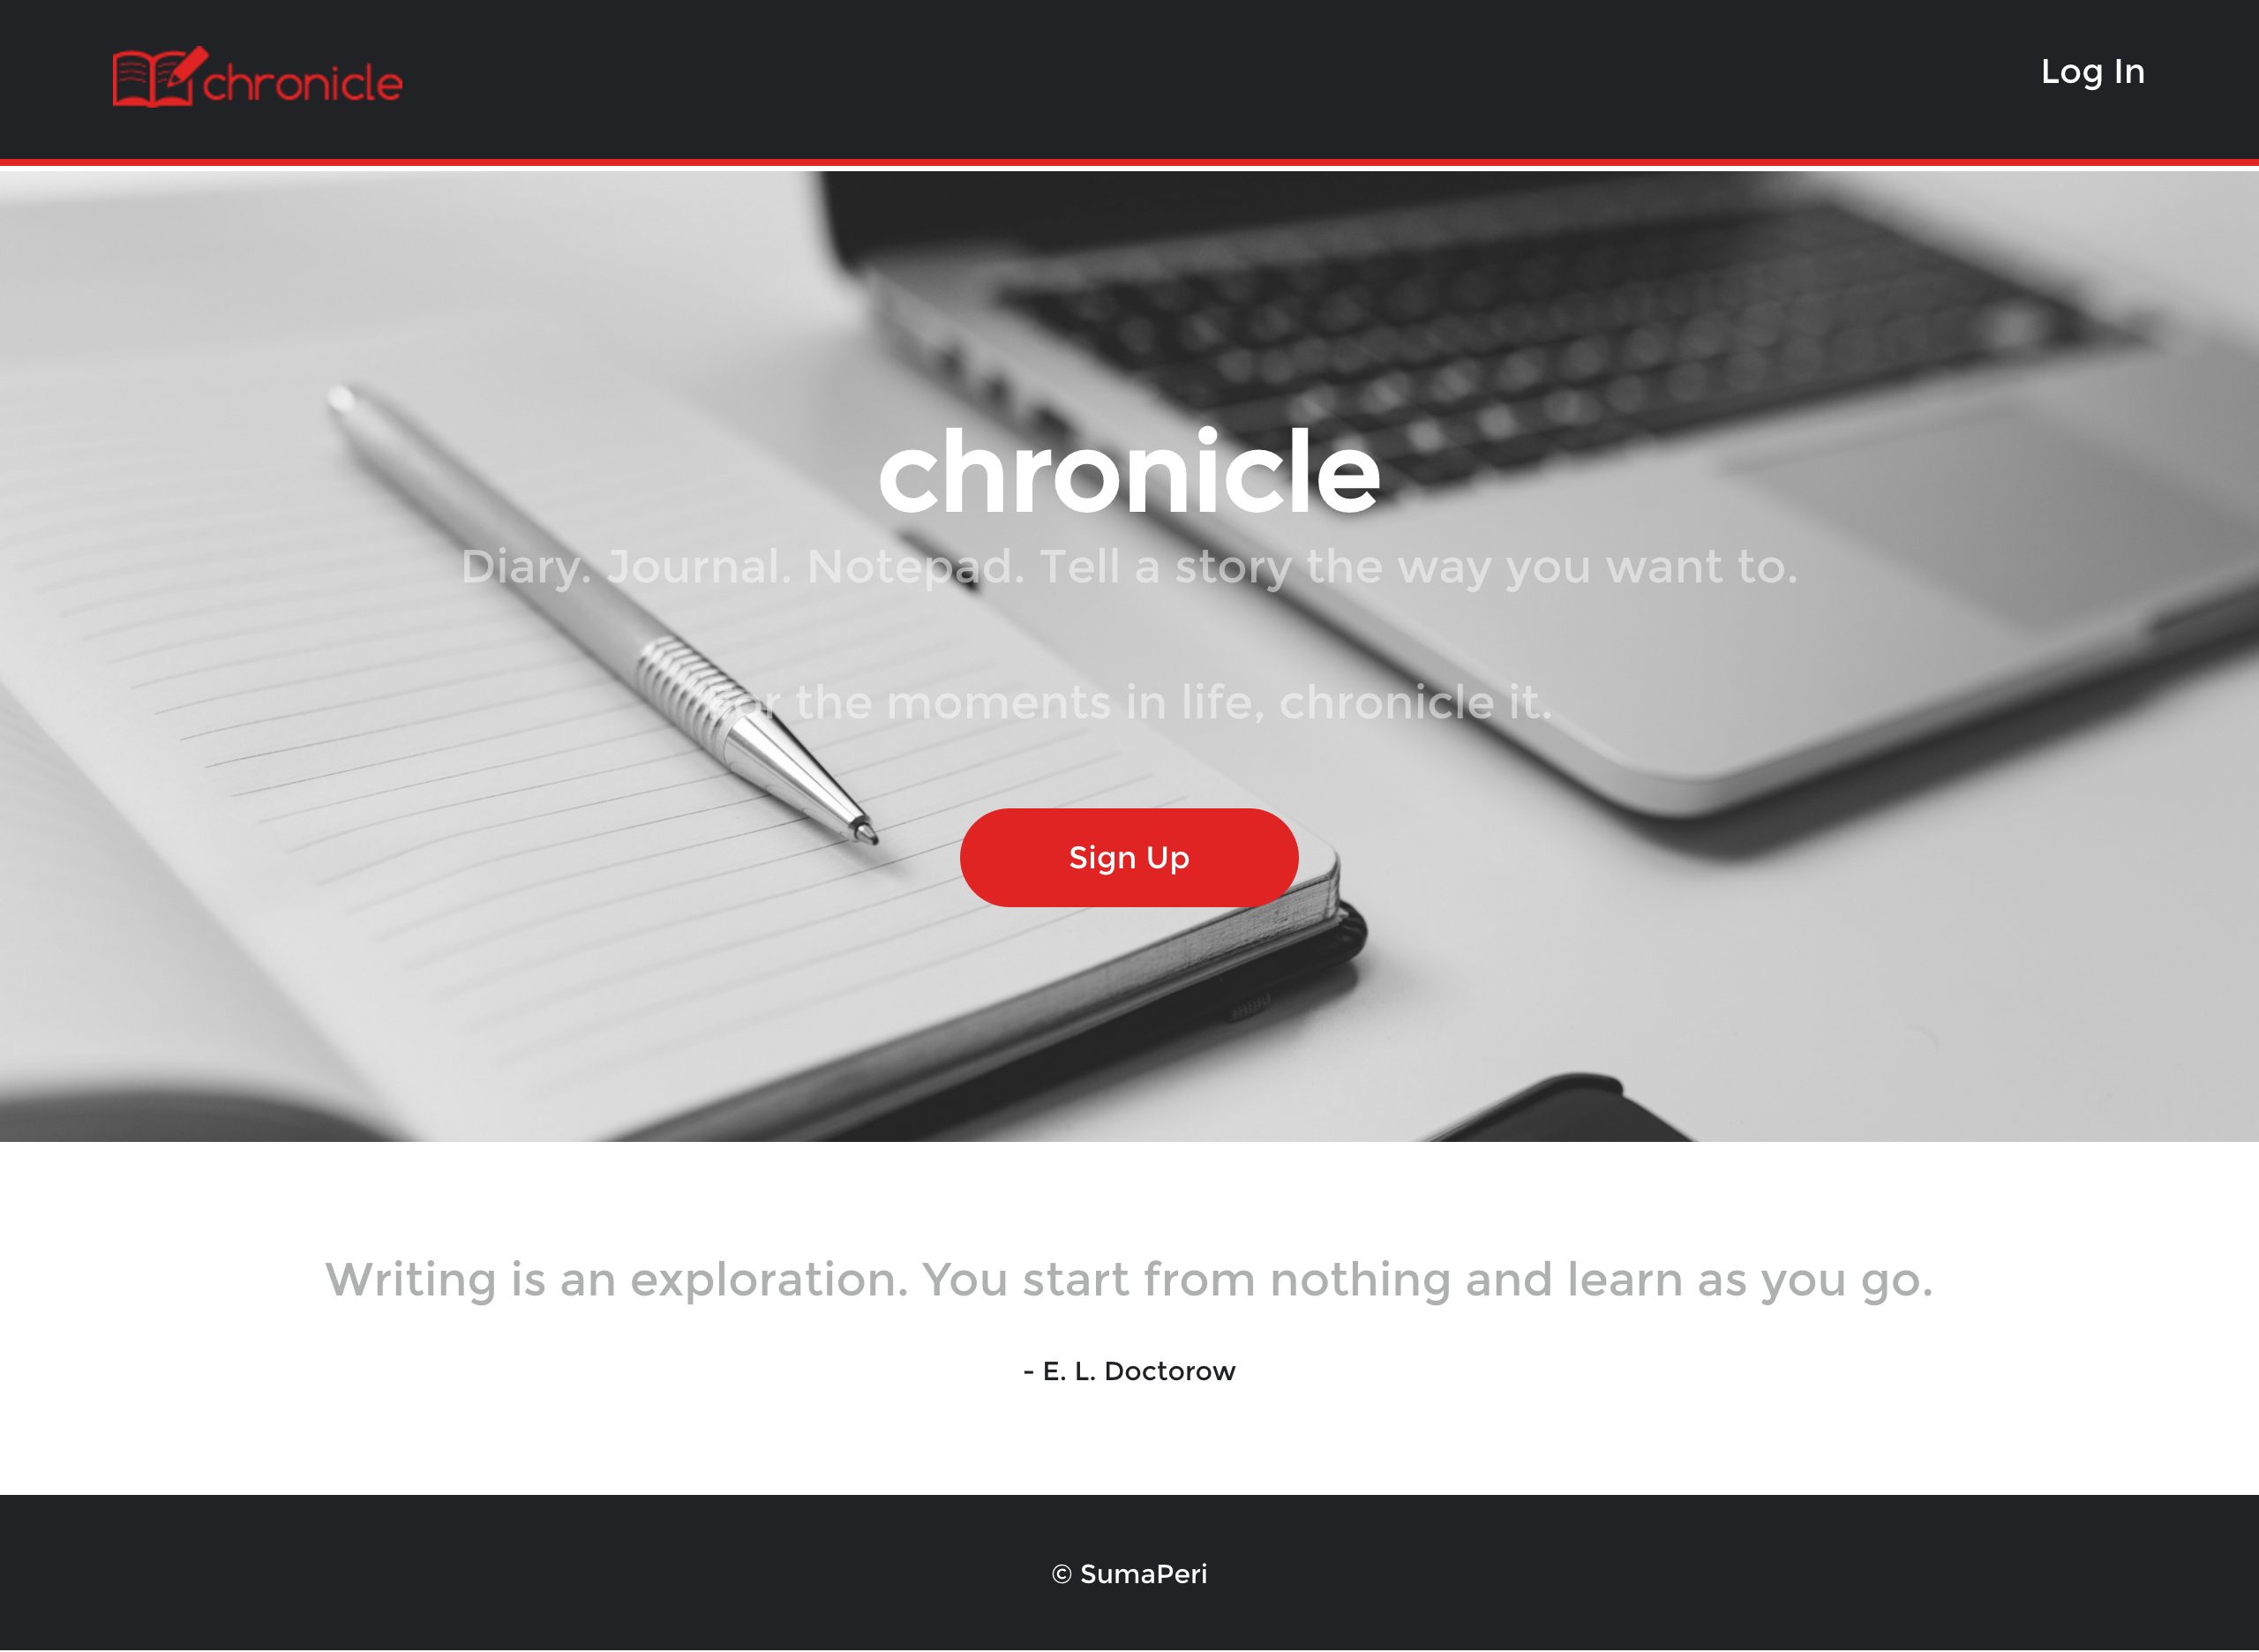 chronicle
Log In
chronicle
Diary. Journal. Notepad. Tell a story the way you want to.
For the moments in life, chronicle it.
Sign Up
Writing is an exploration. You start from nothing and learn as you go.
- E. L. Doctorow
© SumaPeri